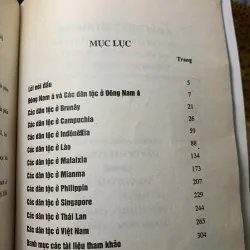 MỤC LỤC
Trang
Lời nói đầu 5
Đông Nam á và Các dân tộc ở Đông Nam á 7
Các dân tộc ở Brunây 21
Các dân tộc ở Campuchia 31
Các dân tộc ở Inđônêxia 59
Các dân tộc ở Lào 88
Các dân tộc ở Malaixia 134
Các dân tộc ở Mianma 173
Các dân tộc ở Philippin 207
Các dân tộc ở Singapore 229
Các dân tộc ở Thái Lan 244
Các dân tộc ở Việt Nam 265
Danh mục các tài liệu tham khảo 304